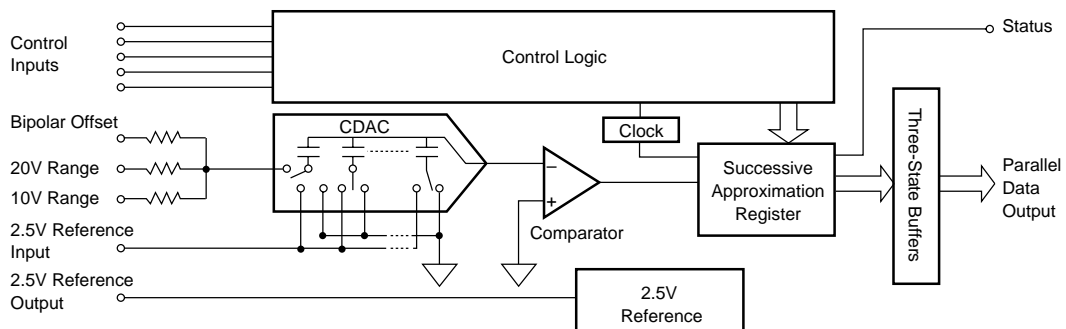 Control
Inputs
Control Logic
Status
Bipolar Offset
20V Range
10V Range
2.5V Reference
Input
2.5V Reference
Output
CDAC
Clock
–
+
Comparator
Successive
Approximation
Register
Three-State Buffers
Parallel
Data
Output
2.5V
Reference